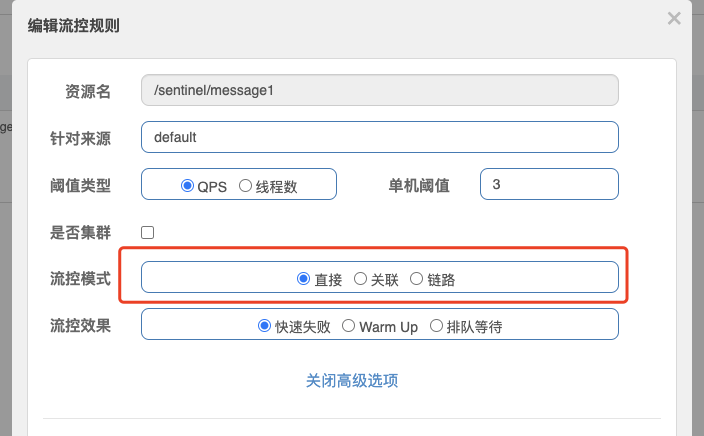 编辑流控规则 ×
资源名 /sentinel/message1
针对来源 default
阈值类型 QPS 线程数 单机阈值 3
是否集群
流控模式 直接 关联 链路
流控效果 快速失败 Warm Up 排队等待
关闭高级选项
ge